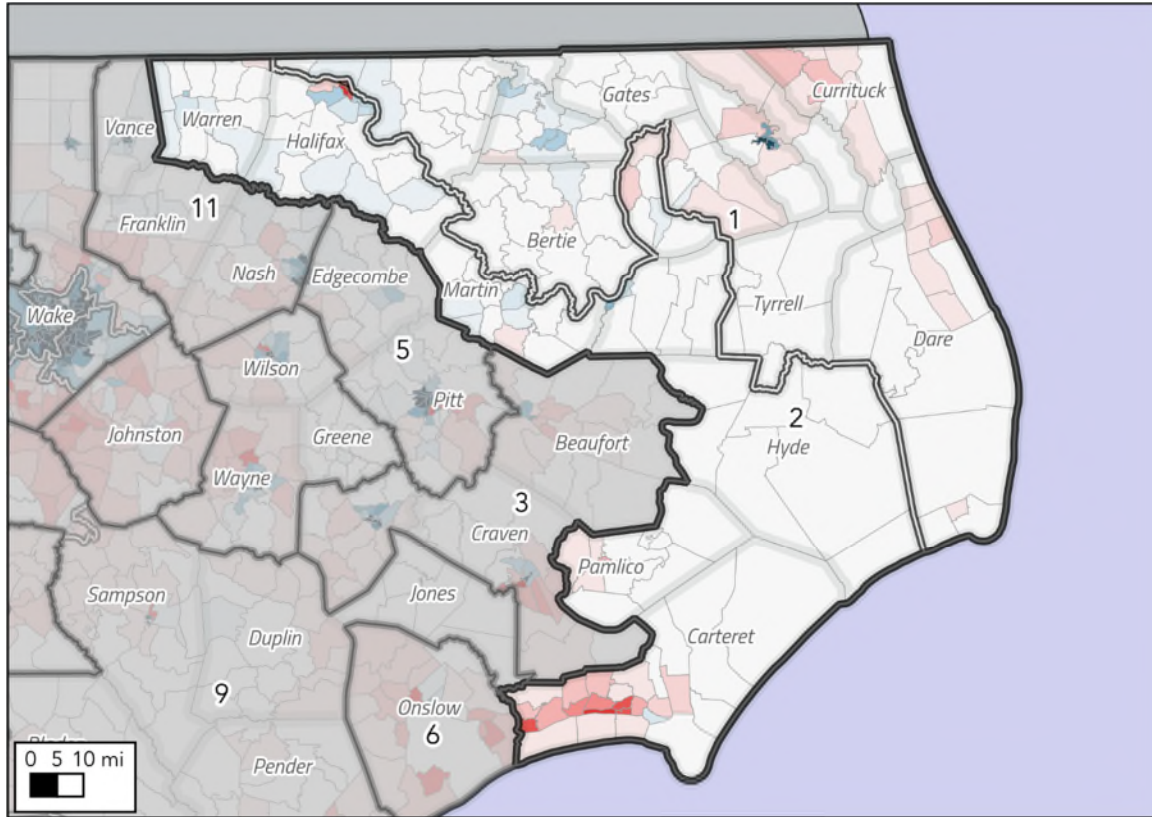 Gates
Currituck
Vance
Warren
Halifax
11
Franklin
1
Bertie
Nash
Edgecombe
Martin
Tyrrell
Wake
Dare
5
Wilson
Pitt
2
Johnston
Greene
Beaufort
Hyde
Wayne
3
Craven
Pamlico
Sampson
Jones
Duplin
Carteret
9
Onslow
6
Pender
0 5 10 mi